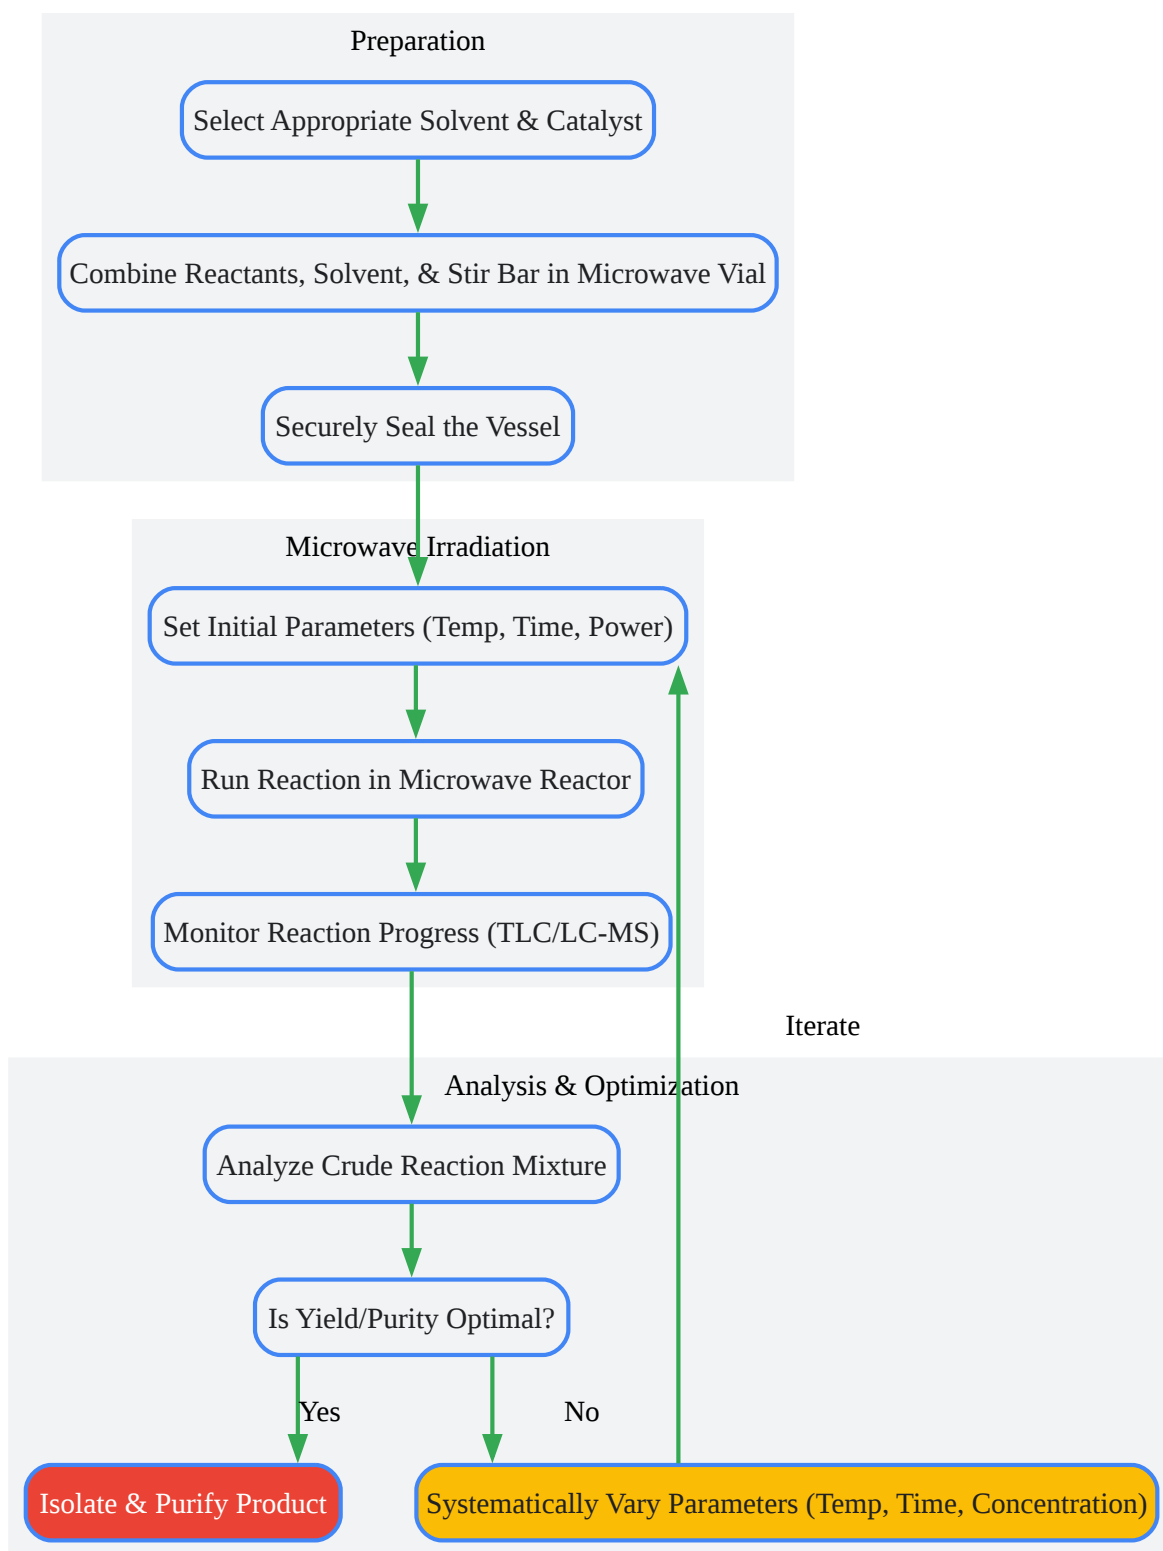 Preparation
Select Appropriate Solvent & Catalyst
Combine Reactants, Solvent, & Stir Bar in Microwave Vial
Securely Seal the Vessel
Microwave Irradiation
Set Initial Parameters (Temp, Time, Power)
Run Reaction in Microwave Reactor
Monitor Reaction Progress (TLC/LC-MS)
Iterate
Analysis & Optimization
Analyze Crude Reaction Mixture
Is Yield/Purity Optimal?
Yes
No
Isolate & Purify Product
Systematically Vary Parameters (Temp, Time, Concentration)